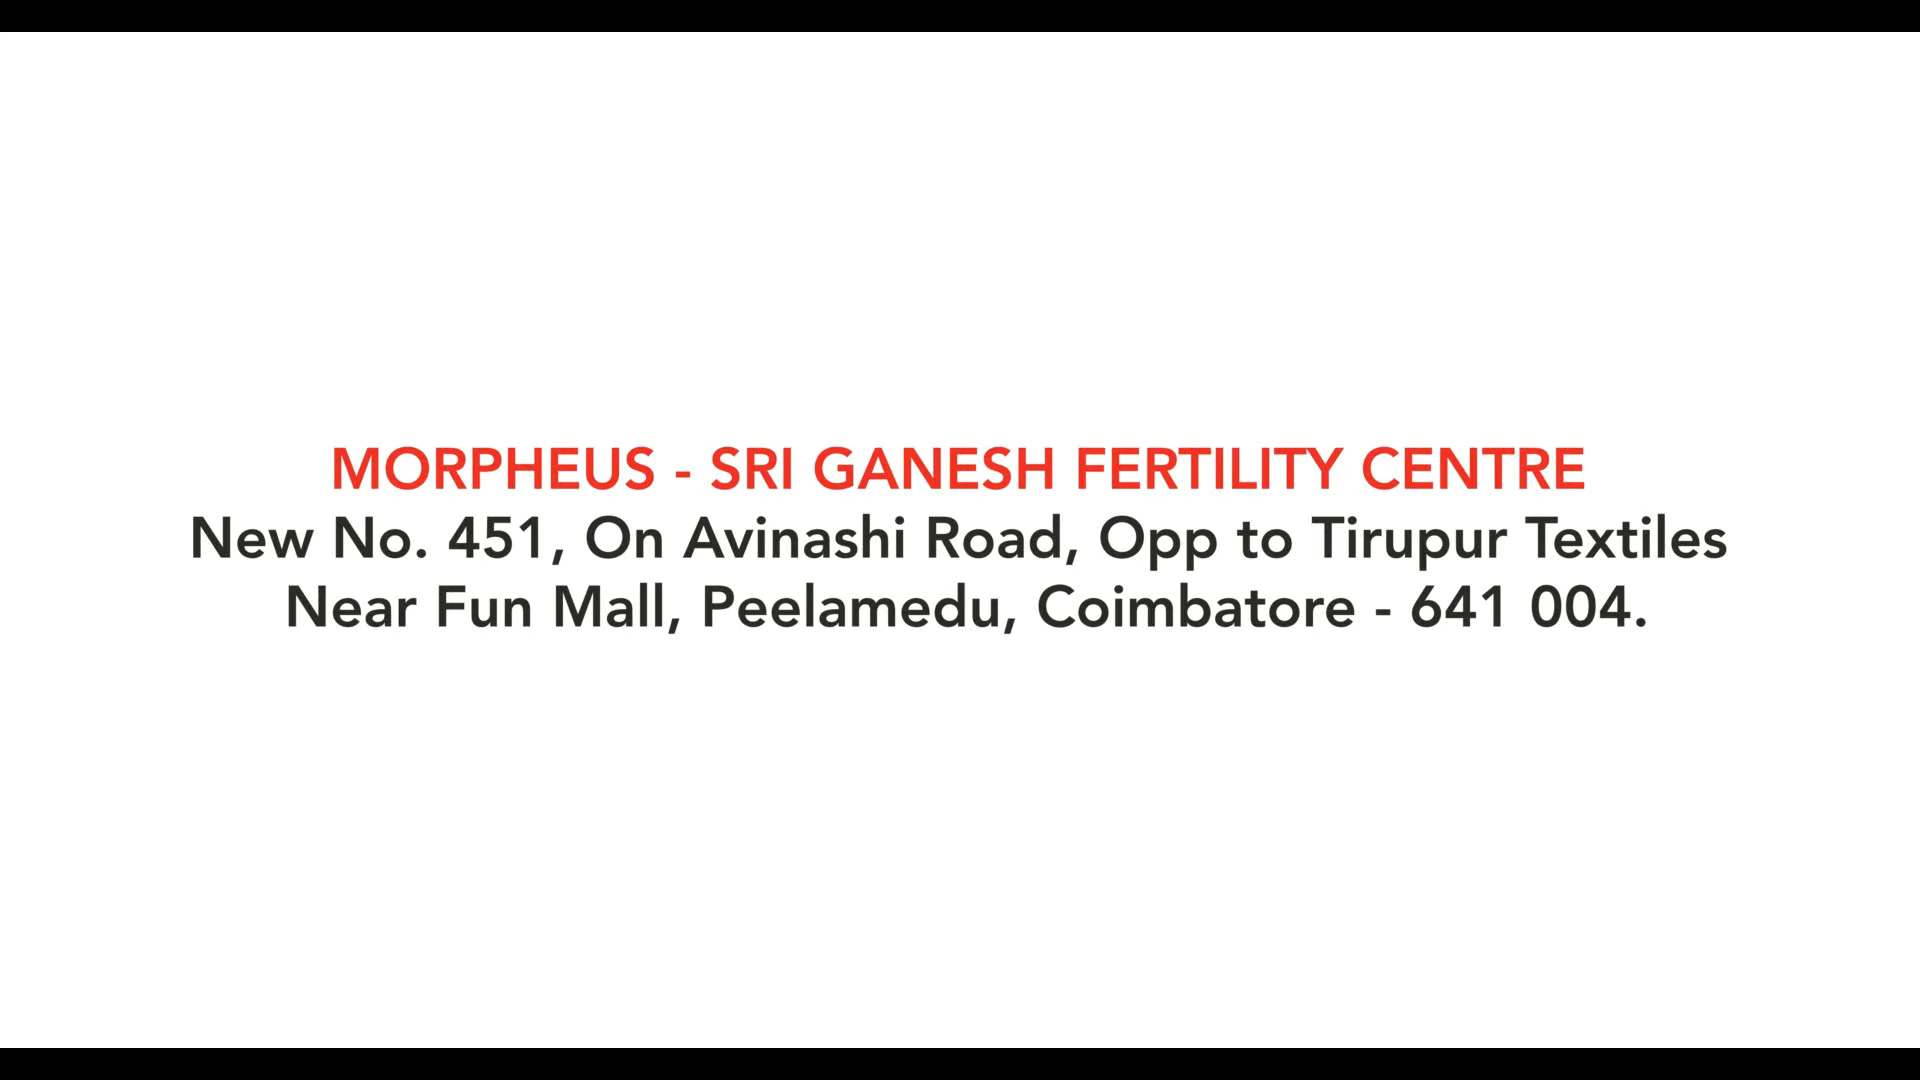 MORPHEUS - SRI GANESH FERTILITY CENTRE
New No. 451, On Avinashi Road, Opp to Tirupur Textiles
Near Fun Mall, Peelamedu, Coimbatore - 641 004.